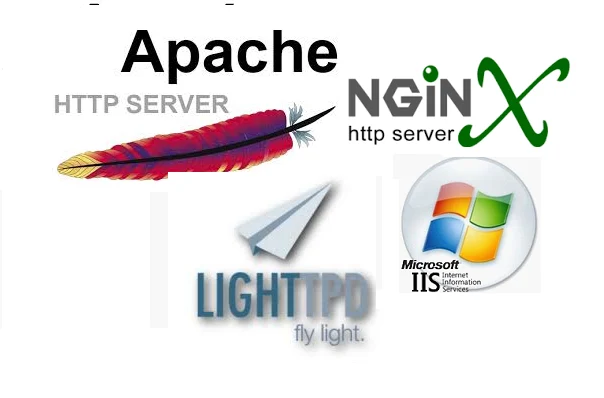 Apache
HTTP SERVER
NGiNX
http server
LIGHTTPD
fly light.
Microsoft
IIS Internet
Information
Services